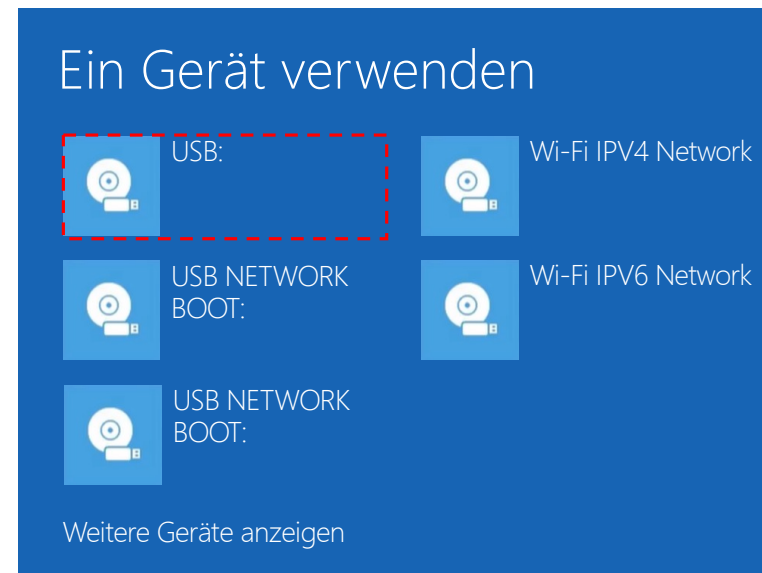 Ein Gerät verwenden
USB:
Wi-Fi IPV4 Network
USB NETWORK
BOOT:
Wi-Fi IPV6 Network
USB NETWORK
BOOT:
Weitere Geräte anzeigen